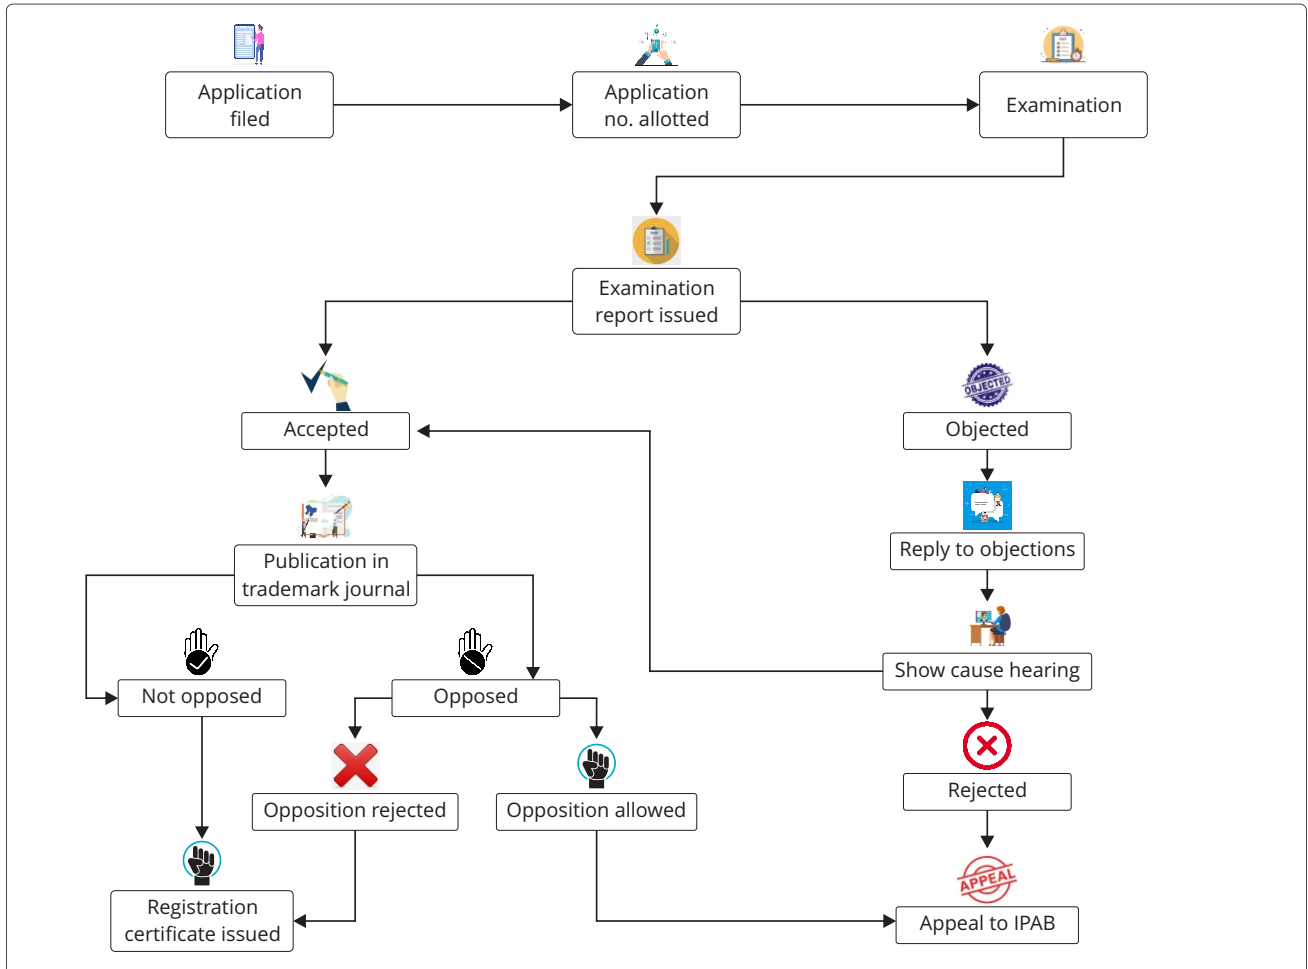 Application
filed
Application
no. allotted
Examination
Examination
report issued
OBJECTED
Accepted
Objected
Publication in
trademark journal
Reply to objections
Show cause hearing
Not opposed
Opposed
Opposition rejected
Opposition allowed
Rejected
APPEAL
Registration
certificate issued
Appeal to IPAB